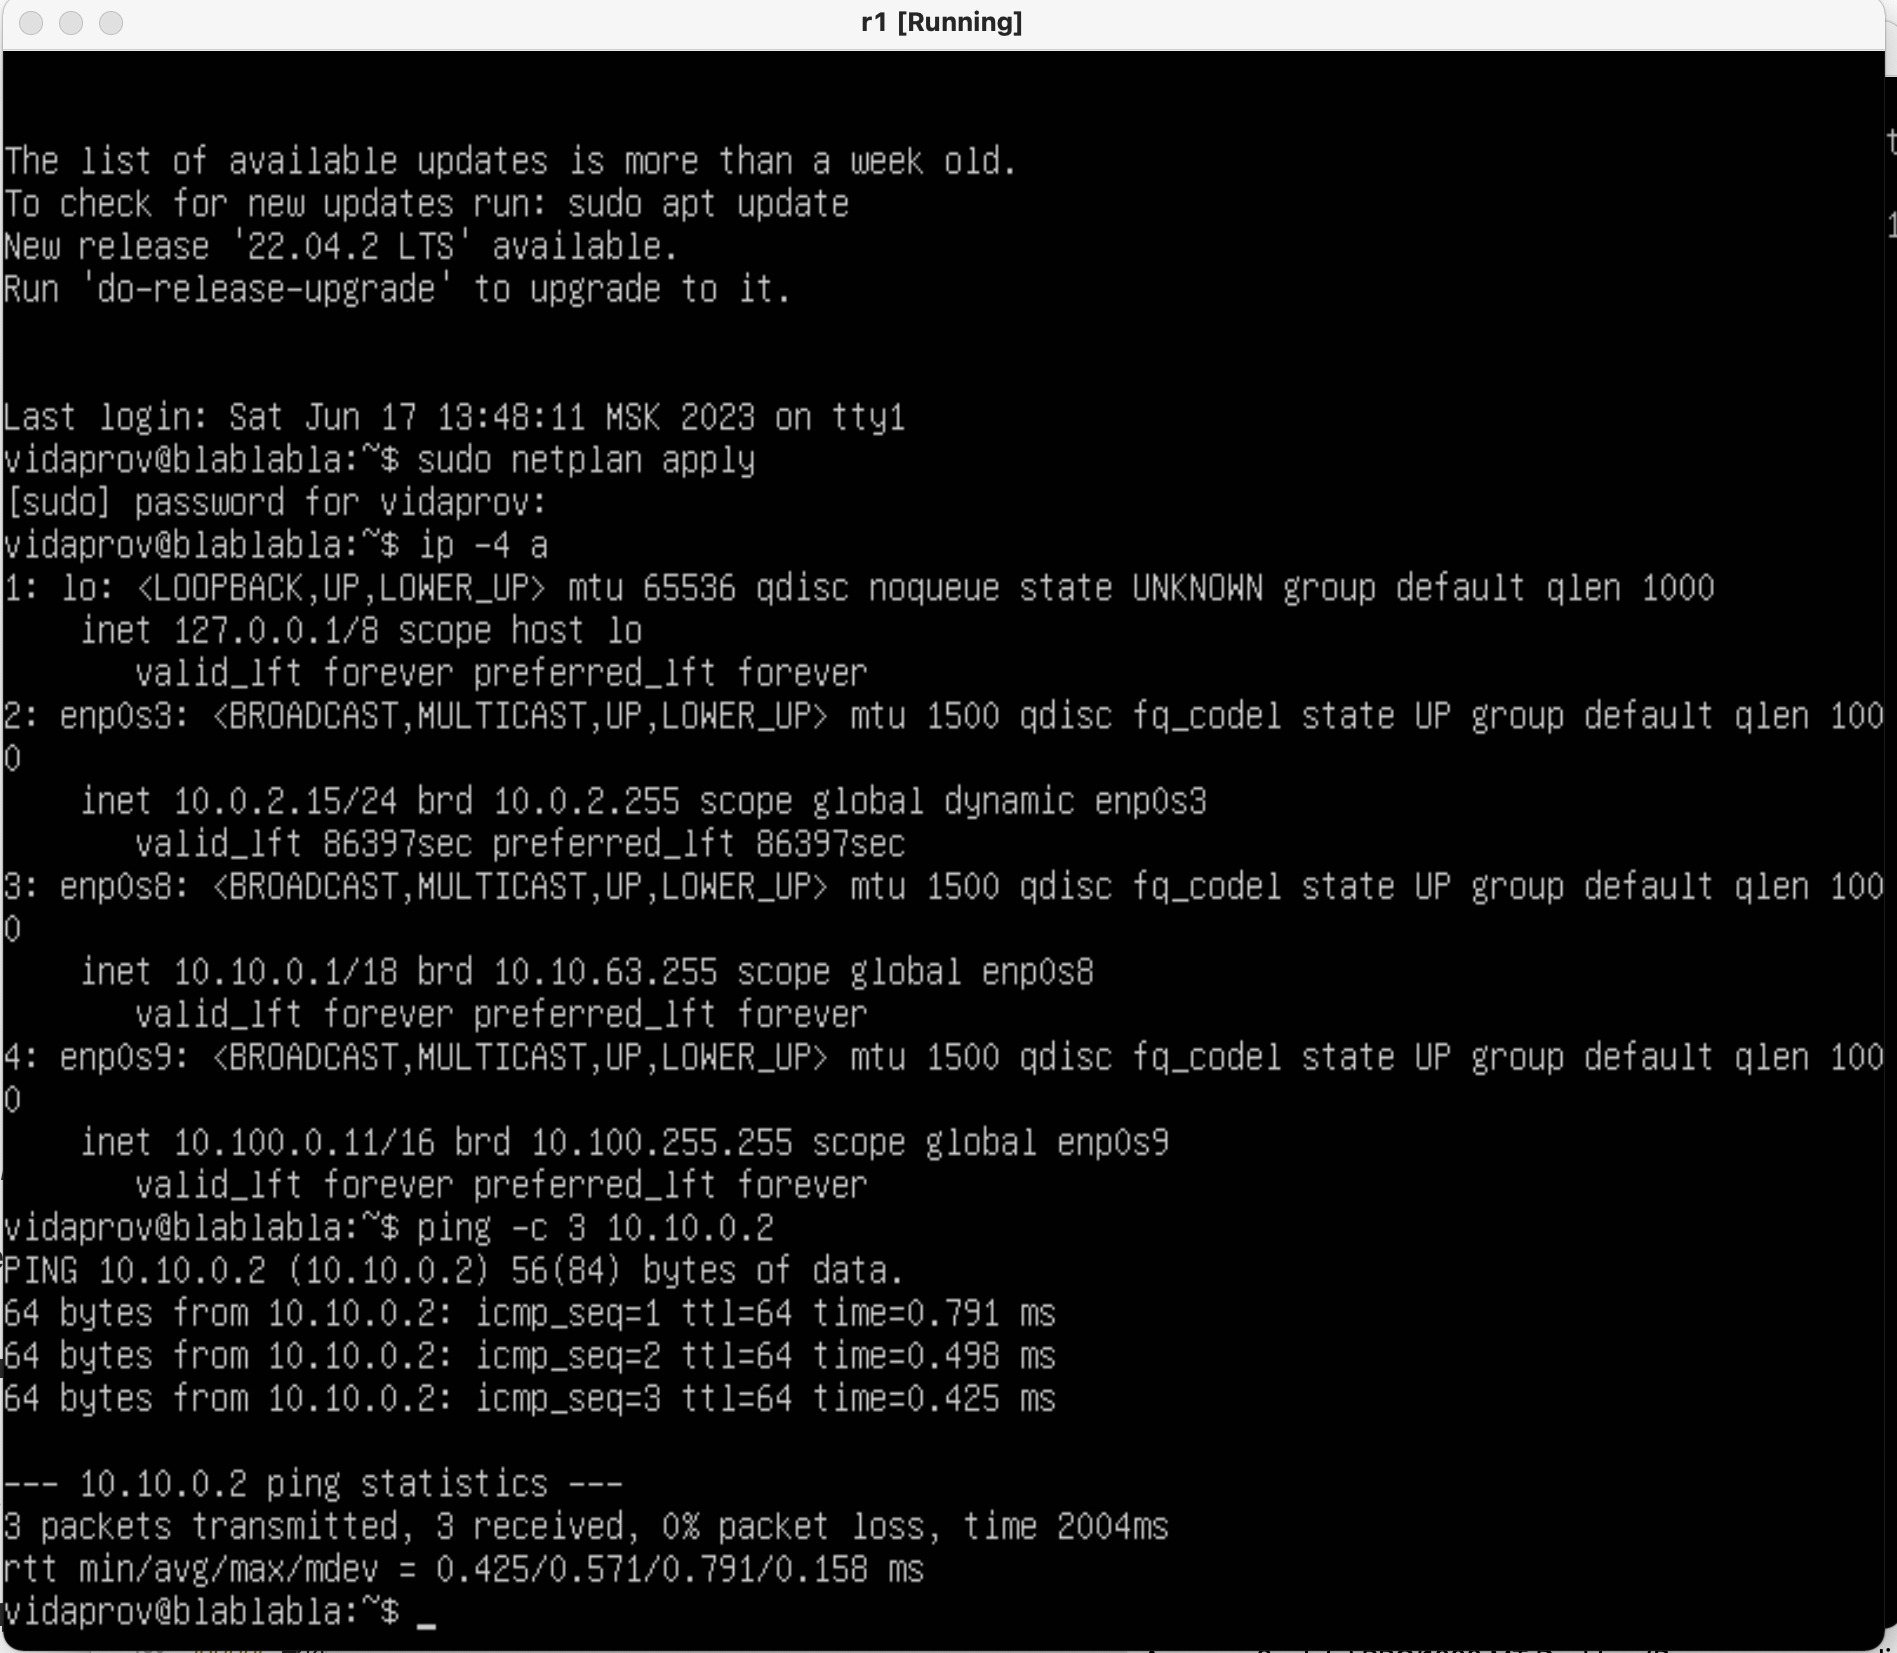 r1 [Running]
The list of available updates is more than a week old.
To check for new updates run: sudo apt update
New release '22.04.2 LTS' available.
Run 'do-release-upgrade' to upgrade to it.
Last login: Sat Jun 17 13:48:11 MSK 2023 on tty1
vidaprov@blablabla:~$ sudo netplan apply
[sudo] password for vidaprov:
vidaprov@blablabla:~$ ip -4 a
1: lo: <LOOPBACK,UP,LOWER_UP> mtu 65536 qdisc noqueue state UNKNOWN group default qlen 1000
    inet 127.0.0.1/8 scope host lo
       valid_lft forever preferred_lft forever
2: enp0s3: <BROADCAST,MULTICAST,UP,LOWER_UP> mtu 1500 qdisc fq_codel state UP group default qlen 100
0
    inet 10.0.2.15/24 brd 10.0.2.255 scope global dynamic enp0s3
       valid_lft 86397sec preferred_lft 86397sec
3: enp0s8: <BROADCAST,MULTICAST,UP,LOWER_UP> mtu 1500 qdisc fq_codel state UP group default qlen 100
0
    inet 10.10.0.1/18 brd 10.10.63.255 scope global enp0s8
       valid_lft forever preferred_lft forever
4: enp0s9: <BROADCAST,MULTICAST,UP,LOWER_UP> mtu 1500 qdisc fq_codel state UP group default qlen 100
0
    inet 10.100.0.11/16 brd 10.100.255.255 scope global enp0s9
       valid_lft forever preferred_lft forever
vidaprov@blablabla:~$ ping -c 3 10.10.0.2
PING 10.10.0.2 (10.10.0.2) 56(84) bytes of data.
64 bytes from 10.10.0.2: icmp_seq=1 ttl=64 time=0.791 ms
64 bytes from 10.10.0.2: icmp_seq=2 ttl=64 time=0.498 ms
64 bytes from 10.10.0.2: icmp_seq=3 ttl=64 time=0.425 ms
--- 10.10.0.2 ping statistics ---
3 packets transmitted, 3 received, 0% packet loss, time 2004ms
rtt min/avg/max/mdev = 0.425/0.571/0.791/0.158 ms
vidaprov@blablabla:~$ _